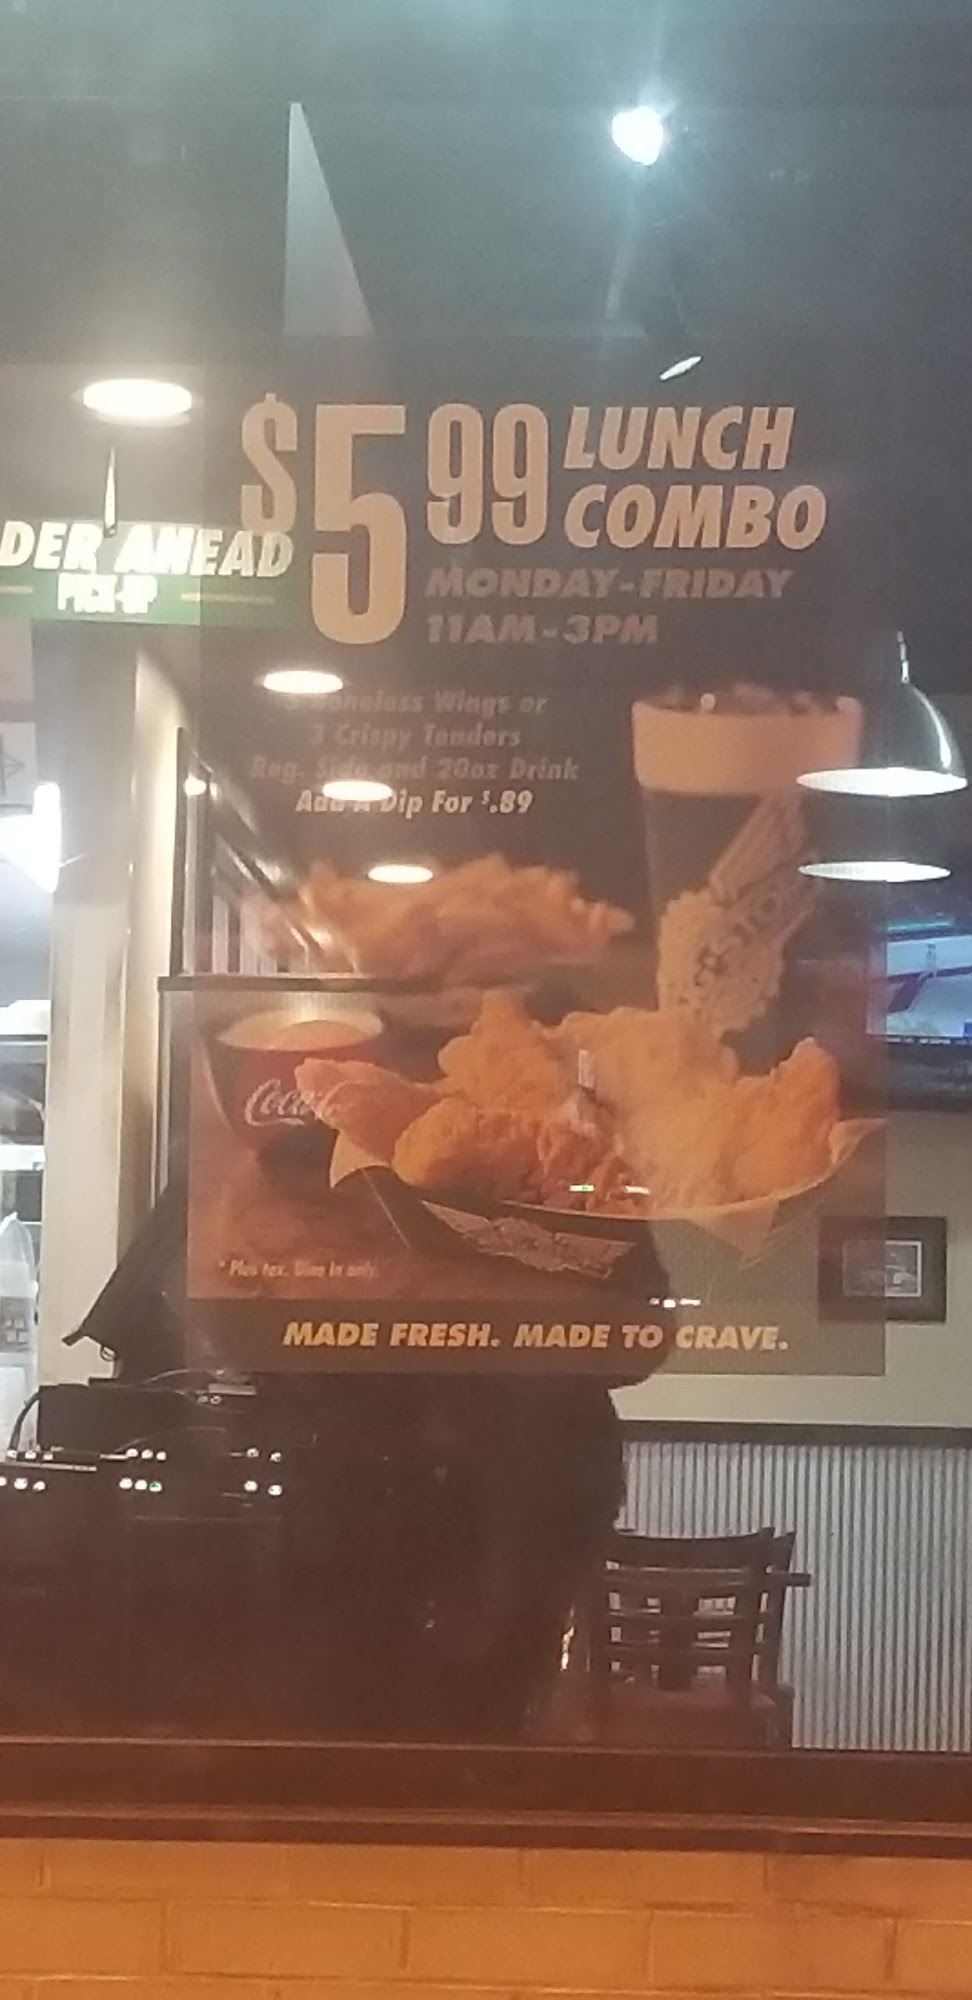 $5 99 LUNCH
COMBO
MONDAY-FRIDAY
11AM-3PM
DER AHEAD
PICK-UP
Boneless Wings or
3 Crispy Tenders
Reg. Side and 20oz Drink
Add A Dip For $.89
Coca
* Plus tax. Dine in only.
MADE FRESH. MADE TO CRAVE.